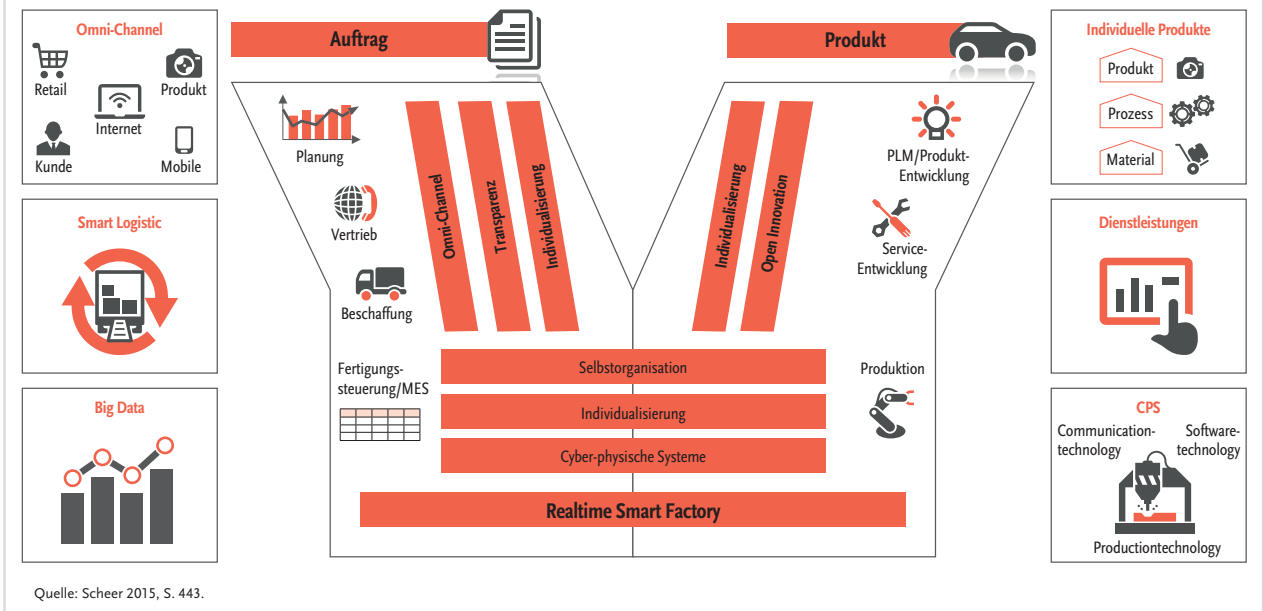 Omni-Channel
Retail
Produkt
Internet
Kunde
Mobile
Smart Logistic
Big Data
Auftrag
Planung
Vertrieb
Beschaffung
Fertigungs-
steuerung/MES
Omni-Channel
Transparenz
Individualisierung
Produkt
Individualisierung
Open Innovation
PLM/Produkt-
Entwicklung
Service-
Entwicklung
Produktion
Selbstorganisation
Individualisierung
Cyber-physische Systeme
Realtime Smart Factory
Individuelle Produkte
Produkt
Prozess
Material
Dienstleistungen
CPS
Communication-
technology
Software-
technology
Productiontechnology
Quelle: Scheer 2015, S. 443.